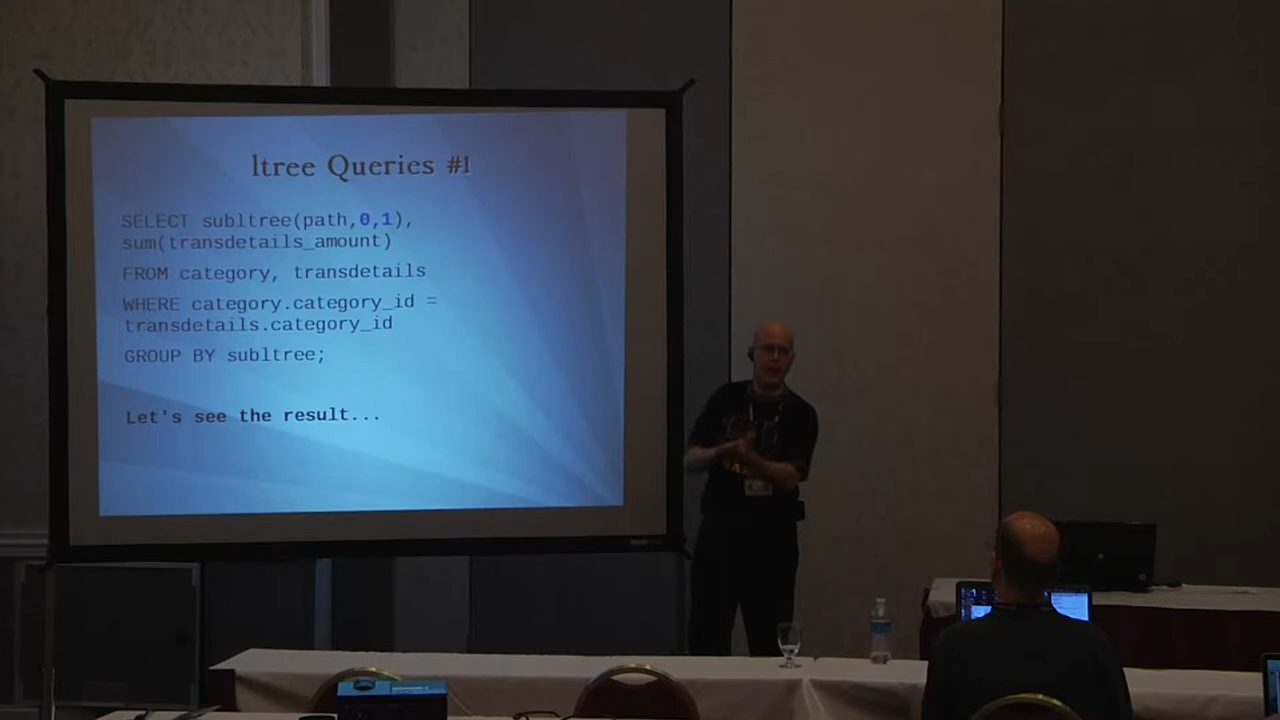 ltree Queries #1
SELECT subltree(path,0,1),
sum(transdetails_amount)
FROM category, transdetails
WHERE category.category_id =
transdetails.category_id
GROUP BY subltree;
Let's see the result...